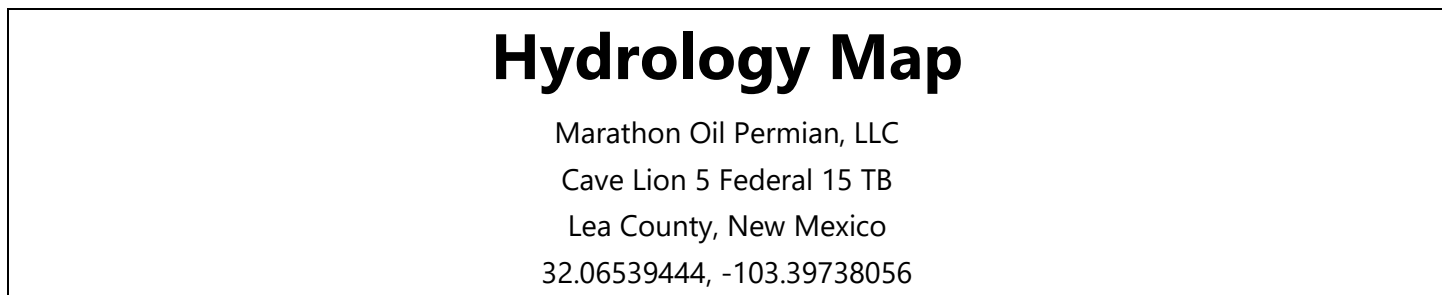 Hydrology Map
Marathon Oil Permian, LLC
Cave Lion 5 Federal 15 TB
Lea County, New Mexico
32.06539444, -103.39738056